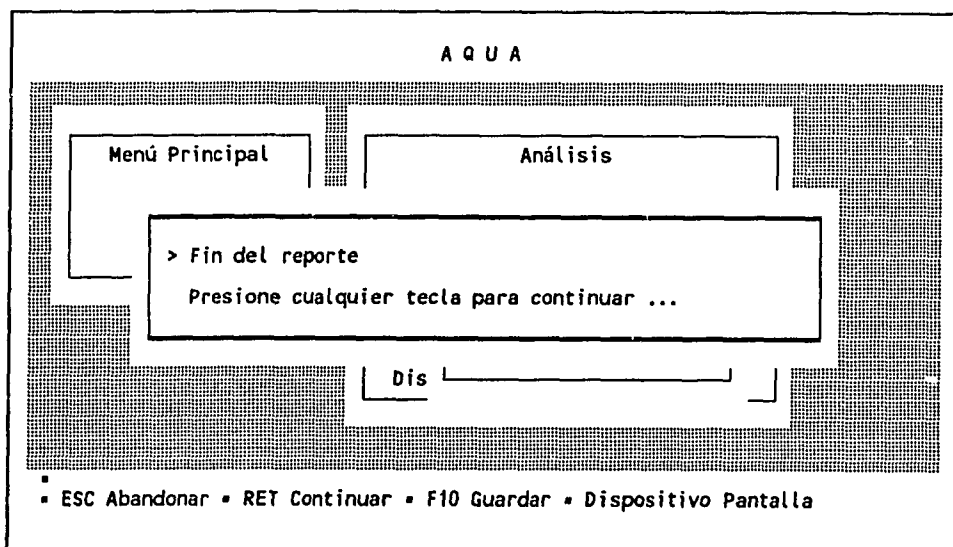 A Q U A
Menú Principal
Análisis
> Fin del reporte
Presione cualquier tecla para continuar ...
Dis
▪ ESC Abandonar ▪ RET Continuar ▪ F10 Guardar ▪ Dispositivo Pantalla